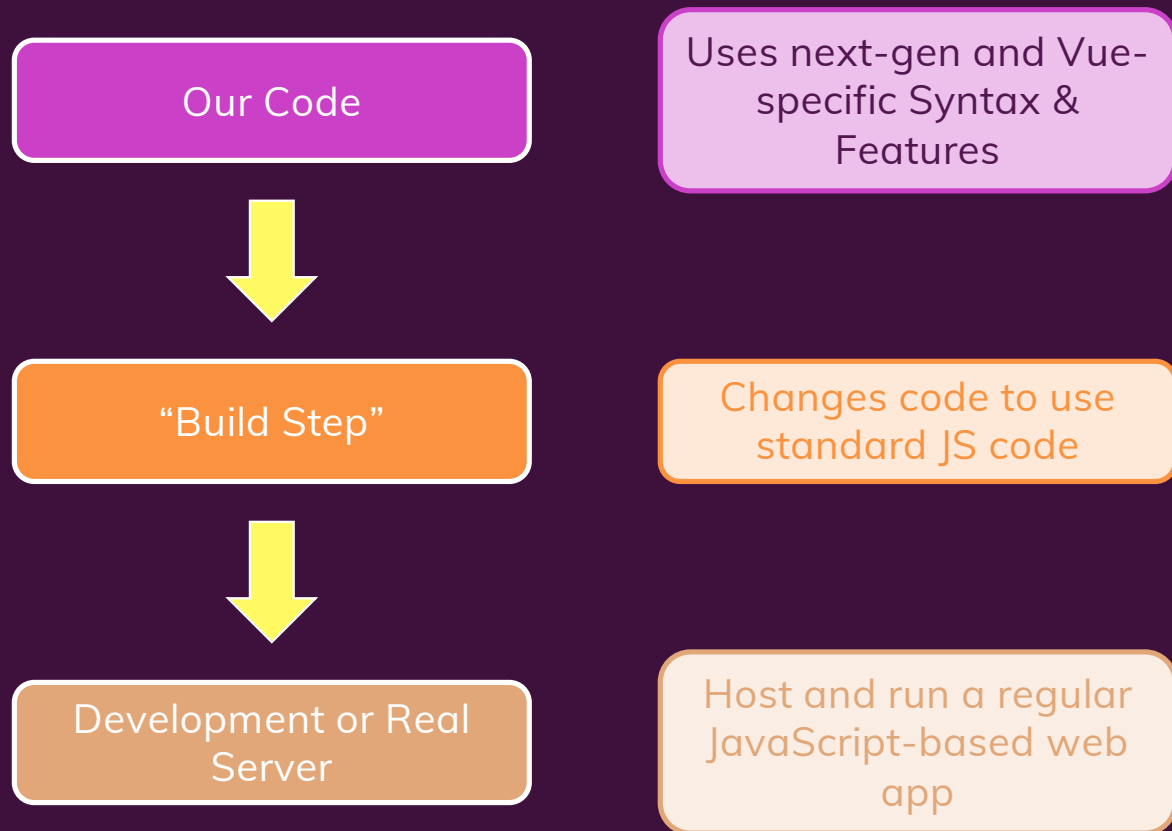 Our Code
Uses next-gen and Vue-
specific Syntax &
Features
“Build Step”
Changes code to use
standard JS code
Development or Real
Server
Host and run a regular
JavaScript-based web
app